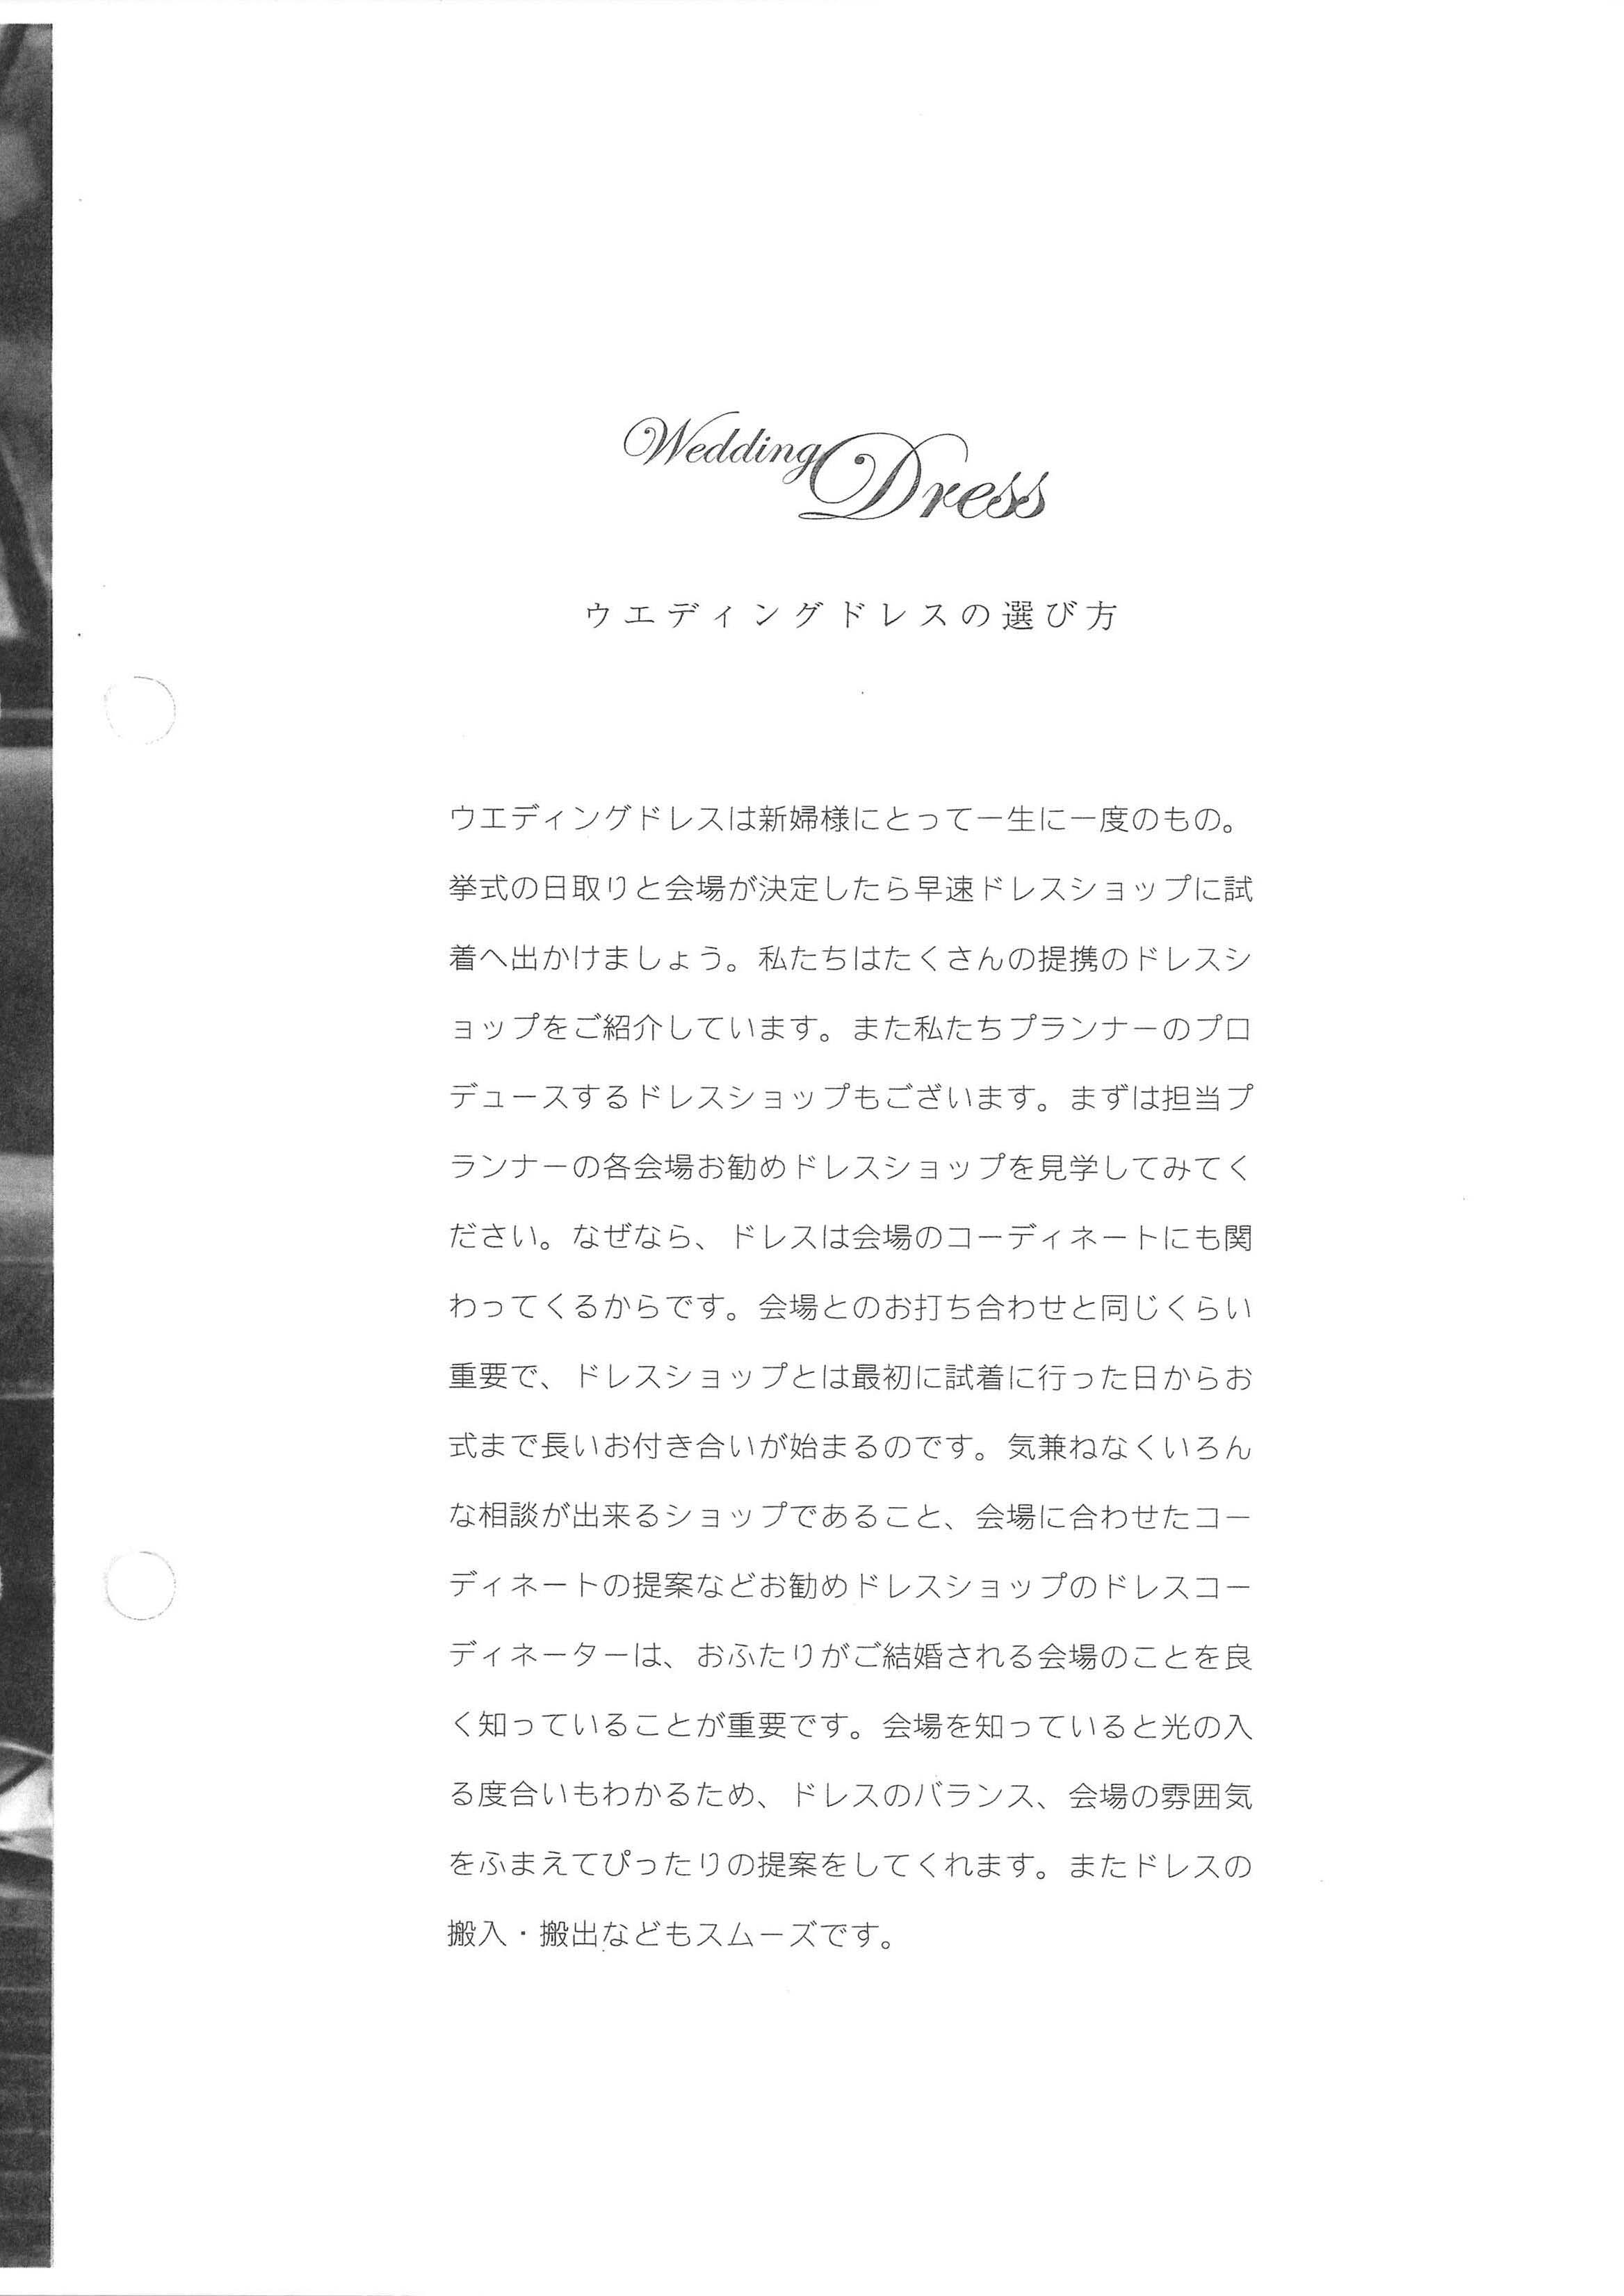 Wedding Dress
ウエディングドレスの選び方
ウエディングドレスは新婦様にとって一生に一度のもの。
挙式の日取りと会場が決定したら早速ドレスショップに試
着へ出かけましょう。私たちはたくさんの提携のドレスシ
ョップをご紹介しています。また私たちプランナーのプロ
デュースするドレスショップもございます。まずは担当プ
ランナーの各会場お勧めドレスショップを見学してみてく
ださい。なぜなら、ドレスは会場のコーディネートにも関
わってくるからです。会場とのお打ち合わせと同じくらい
重要で、ドレスショップとは最初に試着に行った日からお
式まで長いお付き合いが始まるのです。気兼ねなくいろん
な相談が出来るショップであること、会場に合わせたコー
ディネートの提案などお勧めドレスショップのドレスコー
ディネーターは、おふたりがご結婚される会場のことを良
く知っていることが重要です。会場を知っていると光の入
る度合いもわかるため、ドレスのバランス、会場の雰囲気
をふまえてぴったりの提案をしてくれます。またドレスの
搬入・搬出などもスムーズです。